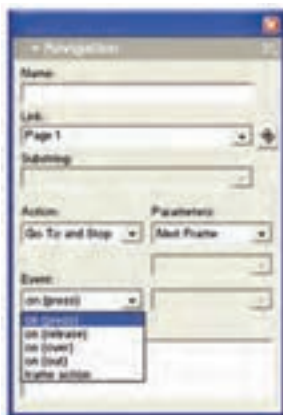 Navigation
Name:
Link:
Page 1
Substring:
Action: Parameters:
Go To and Stop Next Frame
Event:
on (press)
on (press)
on (release)
on (over)
on (out)
frame action